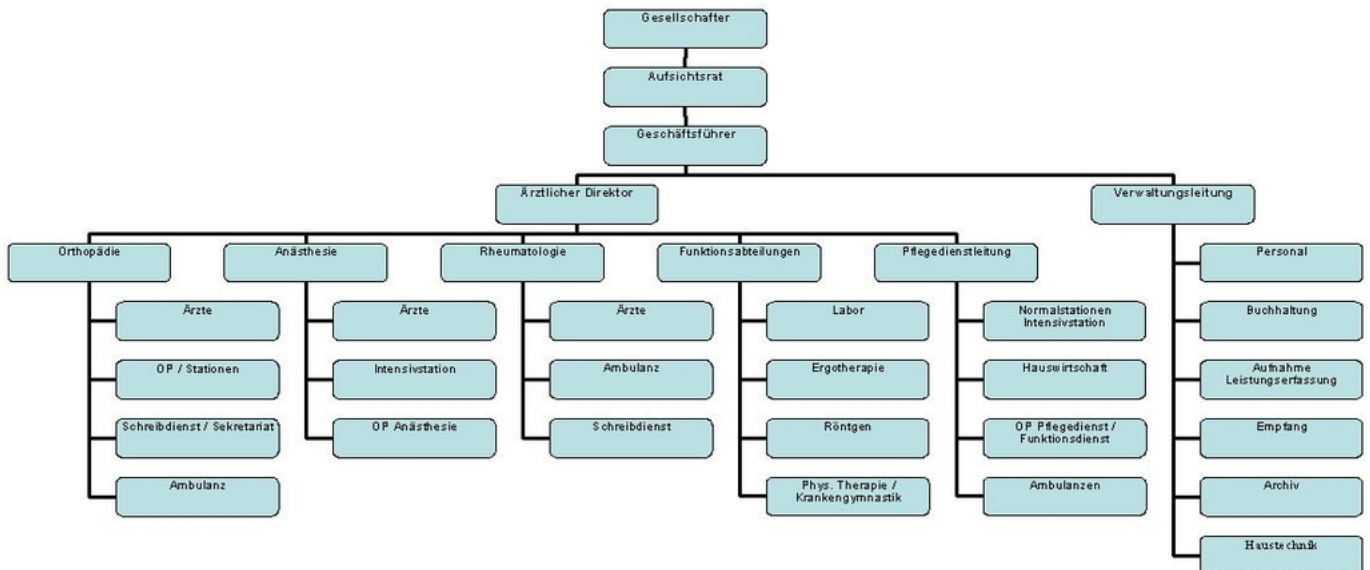 Gesellschafter
Aufsichtsrat
Geschäftsführer
Ärztlicher Direktor
Verwaltungsleitung
Orthopädie
Anästhesie
Rheumatologie
Funktionsabteilungen
Pflegedienstleitung
Ärzte
OP / Stationen
Schreibdienst / Sekretariat
Ambulanz
Ärzte
Intensivstation
OP Anästhesie
Ärzte
Ambulanz
Schreibdienst
Labor
Ergotherapie
Röntgen
Phys. Therapie /
Krankengymnastik
Normalstationen
Intensivstation
Hauswirtschaft
OP Pflegedienst /
Funktionsdienst
Ambulanzen
Personal
Buchhaltung
Aufnahme
Leistungserfassung
Empfang
Archiv
Haustechnik